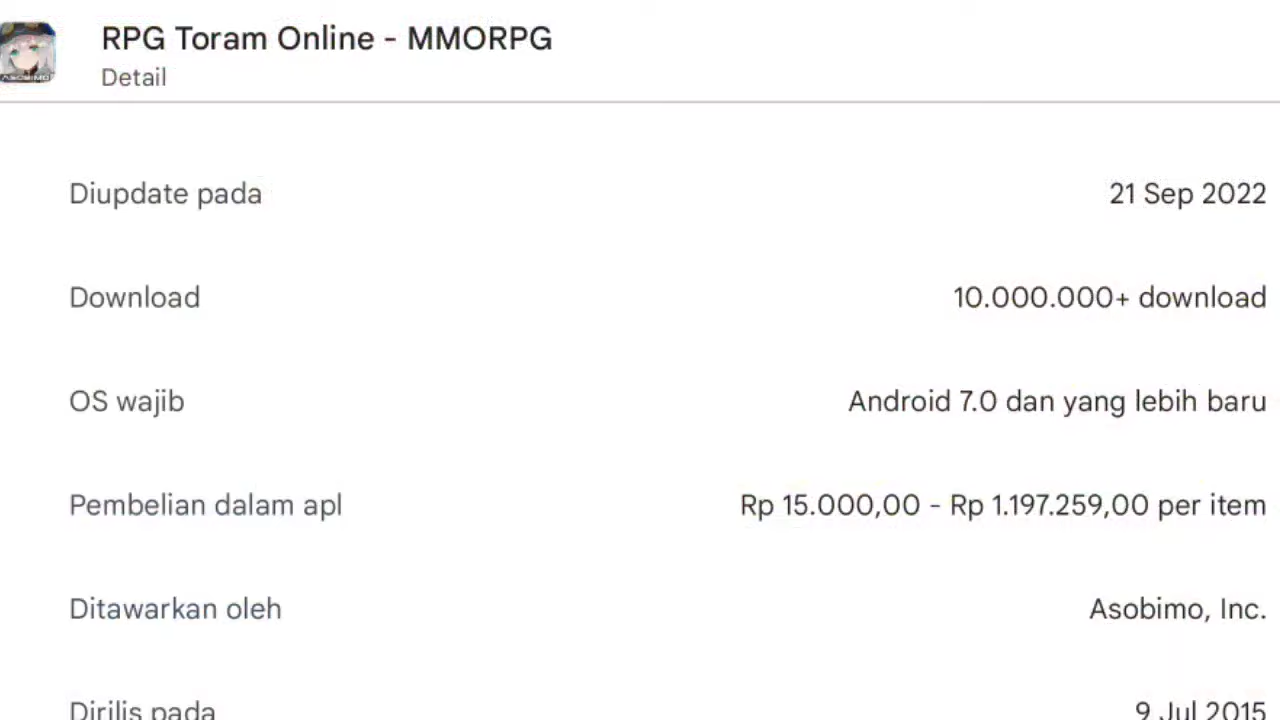 RPG Toram Online - MMORPG
Detail
ASOBIMO
Diupdate pada 21 Sep 2022
Download 10.000.000+ download
OS wajib Android 7.0 dan yang lebih baru
Pembelian dalam apl Rp 15.000,00 - Rp 1.197.259,00 per item
Ditawarkan oleh Asobimo, Inc.
Dirilis pada 9 Jul 2015